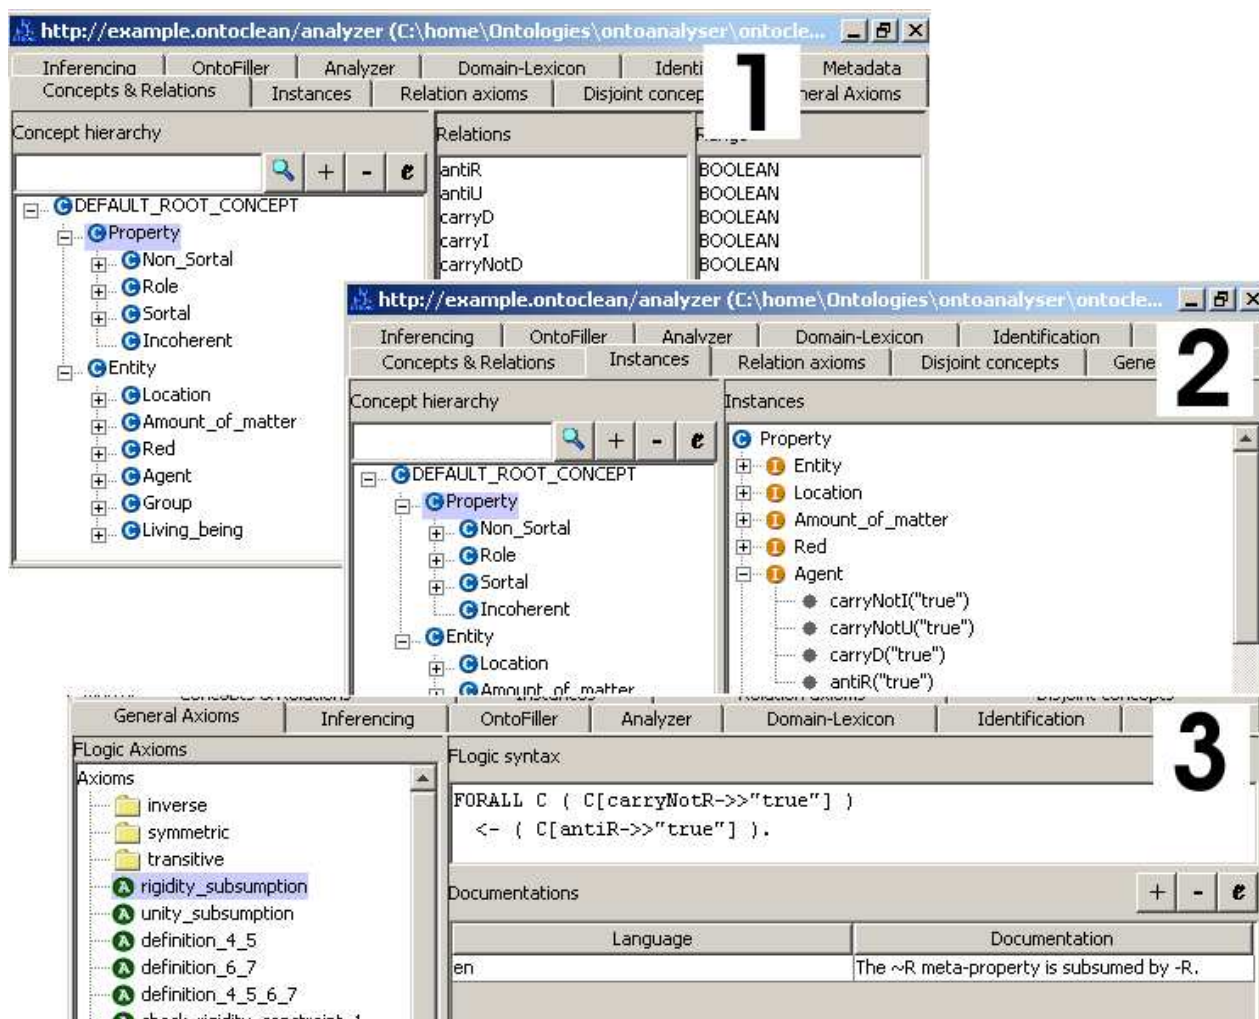 http://example.ontoclean/analyzer (C:\home\Ontologies\ontoanalyser\ontocle...
1
Inferencing OntoFiller Analyzer Domain-Lexicon Metadata
Concepts & Relations Instances Relation axioms Disjoint concep neral Axioms
Concept hierarchy Relations
+ - e
antiR BOOLEAN
antiU BOOLEAN
carryD BOOLEAN
carryI BOOLEAN
carryNotD BOOLEAN
DEFAULT_ROOT_CONCEPT
Property
Non_Sortal
Role
Sortal
Incoherent
Entity
Location
Amount_of_matter
Red
Agent
Group
Living_being
http://example.ontoclean/analyzer (C:\home\Ontologies\ontoanalyser\ontocle...
2
Inferencing OntoFiller Analyzer Domain-Lexicon Identification
Concepts & Relations Instances Relation axioms Disjoint concepts Gene
Concept hierarchy Instances
+ - e
DEFAULT_ROOT_CONCEPT
Property
Non_Sortal
Role
Sortal
Incoherent
Entity
Location
Amount_of_matter
Property
Entity
Location
Amount_of_matter
Red
Agent
carryNotI("true")
carryNotU("true")
carryD("true")
antiR("true")
3
General Axioms Inferencing OntoFiller Analyzer Domain-Lexicon Identification
FLogic Axioms FLogic syntax
Axioms
inverse
symmetric
transitive
rigidity_subsumption
unity_subsumption
definition_4_5
definition_6_7
definition_4_5_6_7
FORALL C ( C[carryNotR->>"true"] )
<- ( C[antiR->>"true"] ).
Documentations + - e
Language Documentation
en The ~R meta-property is subsumed by -R.